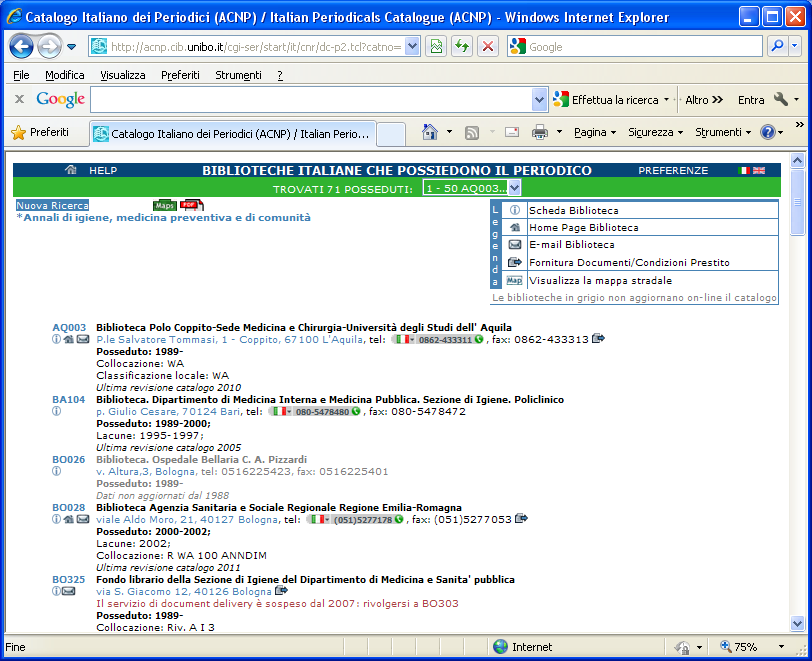 Catalogo Italiano dei Periodici (ACNP) / Italian Periodicals Catalogue (ACNP) - Windows Internet Explorer
http://acnp.cib.unibo.it/cgi-ser/start/it/cnr/dc-p2.tcl?catno=
Google
File Modifica Visualizza Preferiti Strumenti ?
x Google Effettua la ricerca Altro >> Entra
Preferiti Catalogo Italiano dei Periodici (ACNP) / Italian Perio... Pagina Sicurezza Strumenti »
HELP BIBLIOTECHE ITALIANE CHE POSSIEDONO IL PERIODICO PREFERENZE
TROVATI 71 POSSEDUTI: 1 - 50 AQ003...
Nuova Ricerca Maps PDF
*Annali di igiene, medicina preventiva e di comunità
Legenda
Scheda Biblioteca
Home Page Biblioteca
E-mail Biblioteca
Fornitura Documenti/Condizioni Prestito
Map Visualizza la mappa stradale
Le biblioteche in grigio non aggiornano on-line il catalogo
AQ003 Biblioteca Polo Coppito-Sede Medicina e Chirurgia-Università degli Studi dell' Aquila
P.le Salvatore Tommasi, 1 - Coppito, 67100 L'Aquila, tel: 0862-433311 , fax: 0862-433313
Posseduto: 1989-
Collocazione: WA
Classificazione locale: WA
Ultima revisione catalogo 2010
BA104 Biblioteca. Dipartimento di Medicina Interna e Medicina Pubblica. Sezione di Igiene. Policlinico
p. Giulio Cesare, 70124 Bari, tel: 080-5478480 , fax: 080-5478472
Posseduto: 1989-2000;
Lacune: 1995-1997;
Ultima revisione catalogo 2005
BO026 Biblioteca. Ospedale Bellaria C. A. Pizzardi
v. Altura,3, Bologna, tel: 0516225423, fax: 0516225401
Posseduto: 1989-
Dati non aggiornati dal 1988
BO028 Biblioteca Agenzia Sanitaria e Sociale Regionale Regione Emilia-Romagna
viale Aldo Moro, 21, 40127 Bologna, tel: (051)5277178 , fax: (051)5277053
Posseduto: 2000-2002;
Lacune: 2002;
Collocazione: R WA 100 ANNDIM
Ultima revisione catalogo 2011
BO325 Fondo librario della Sezione di Igiene del Dipartimento di Medicina e Sanita' pubblica
via S. Giacomo 12, 40126 Bologna
Il servizio di document delivery è sospeso dal 2007: rivolgersi a BO303
Posseduto: 1989-
Collocazione: Riv. A I 3
Fine Internet 75%